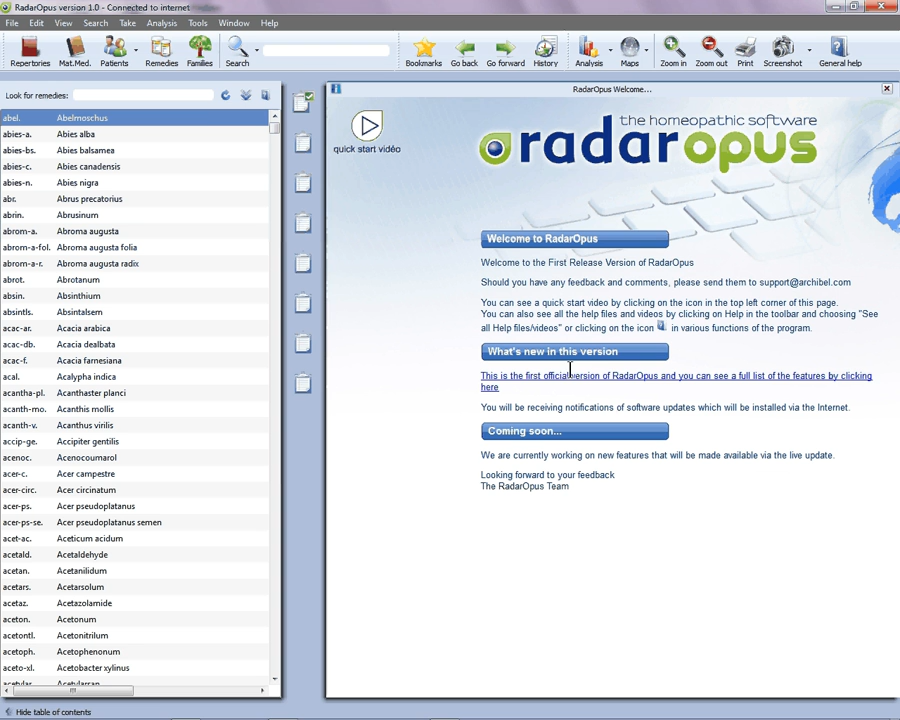 RadarOpus version 1.0 - Connected to internet
File Edit View Search Take Analysis Tools Window Help
Repertories Mat.Med. Patients Remedies Families Search Bookmarks Go back Go forward History Analysis Maps Zoom in Zoom out Print Screenshot General help
Look for remedies:
abel. Abelmoschus
abies-a. Abies alba
abies-bs. Abies balsamea
abies-c. Abies canadensis
abies-n. Abies nigra
abr. Abrus precatorius
abrin. Abrusinum
abrom-a. Abroma augusta
abrom-a-fol. Abroma augusta folia
abrom-a-r. Abroma augusta radix
abrot. Abrotanum
absin. Absinthium
absintls. Absintalsem
acac-ar. Acacia arabica
acac-db. Acacia dealbata
acac-f. Acacia farnesiana
acal. Acalypha indica
acantha-pl. Acanthaster planci
acanth-mo. Acanthis mollis
acanth-v. Acanthus virilis
accip-ge. Accipiter gentilis
acenoc. Acenocoumarol
acer-c. Acer campestre
acer-circ. Acer circinatum
acer-ps. Acer pseudoplatanus
acer-ps-se. Acer pseudoplatanus semen
acet-ac. Aceticum acidum
acetald. Acetaldehyde
acetan. Acetanilidum
acetars. Acetarsolum
acetaz. Acetazolamide
aceton. Acetonum
acetontl. Acetonitrilum
acetoph. Acetophenonum
aceto-xl. Acetobacter xylinus
acetylar. Acetylarsan
Hide table of contents
RadarOpus Welcome...
quick start vidéo
the homeopathic software
radaropus
Welcome to RadarOpus
Welcome to the First Release Version of RadarOpus
Should you have any feedback and comments, please send them to support@archibel.com
You can see a quick start video by clicking on the icon in the top left corner of this page.
You can also see all the help files and videos by clicking on Help in the toolbar and choosing "See
all Help files/videos" or clicking on the icon in various functions of the program.
What's new in this version
This is the first official version of RadarOpus and you can see a full list of the features by clicking
here
You will be receiving notifications of software updates which will be installed via the Internet.
Coming soon...
We are currently working on new features that will be made available via the live update.
Looking forward to your feedback
The RadarOpus Team